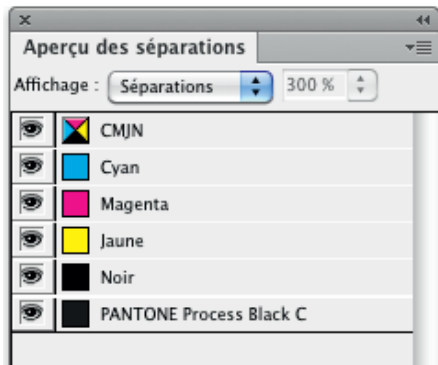 Aperçu des séparations
Affichage : Séparations 300 %
CMJN
Cyan
Magenta
Jaune
Noir
PANTONE Process Black C